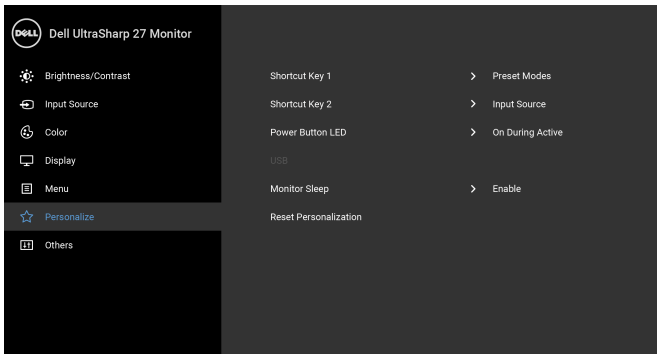 DELL Dell UltraSharp 27 Monitor
Brightness/Contrast
Input Source
Color
Display
Menu
Personalize
Others
Shortcut Key 1 > Preset Modes
Shortcut Key 2 > Input Source
Power Button LED > On During Active
USB
Monitor Sleep > Enable
Reset Personalization